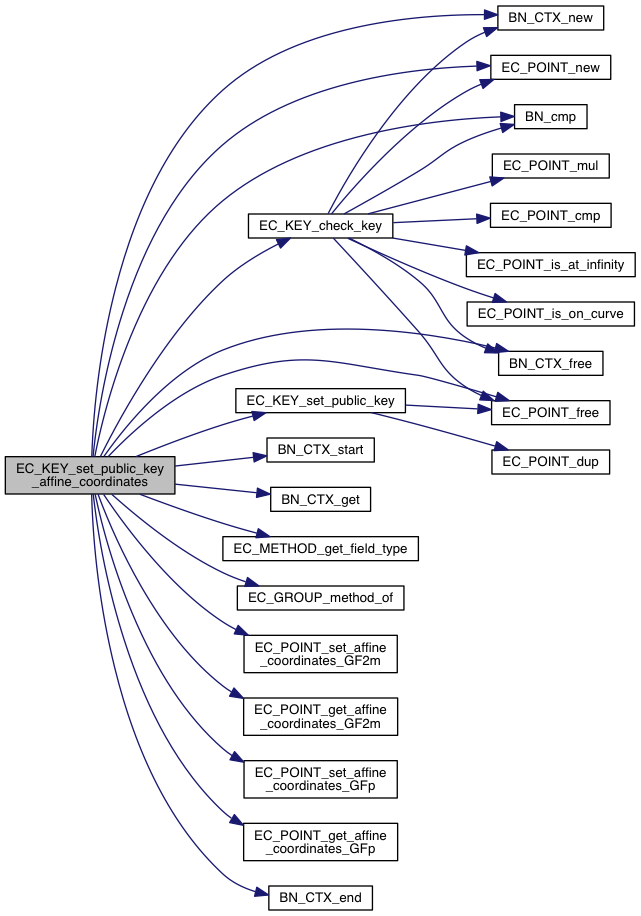 BN_CTX_new
EC_POINT_new
BN_cmp
EC_POINT_mul
EC_POINT_cmp
EC_KEY_check_key
EC_POINT_is_at_infinity
EC_POINT_is_on_curve
BN_CTX_free
EC_KEY_set_public_key
EC_POINT_free
BN_CTX_start
EC_POINT_dup
EC_KEY_set_public_key
_affine_coordinates
BN_CTX_get
EC_METHOD_get_field_type
EC_GROUP_method_of
EC_POINT_set_affine
_coordinates_GF2m
EC_POINT_get_affine
_coordinates_GF2m
EC_POINT_set_affine
_coordinates_GFp
EC_POINT_get_affine
_coordinates_GFp
BN_CTX_end